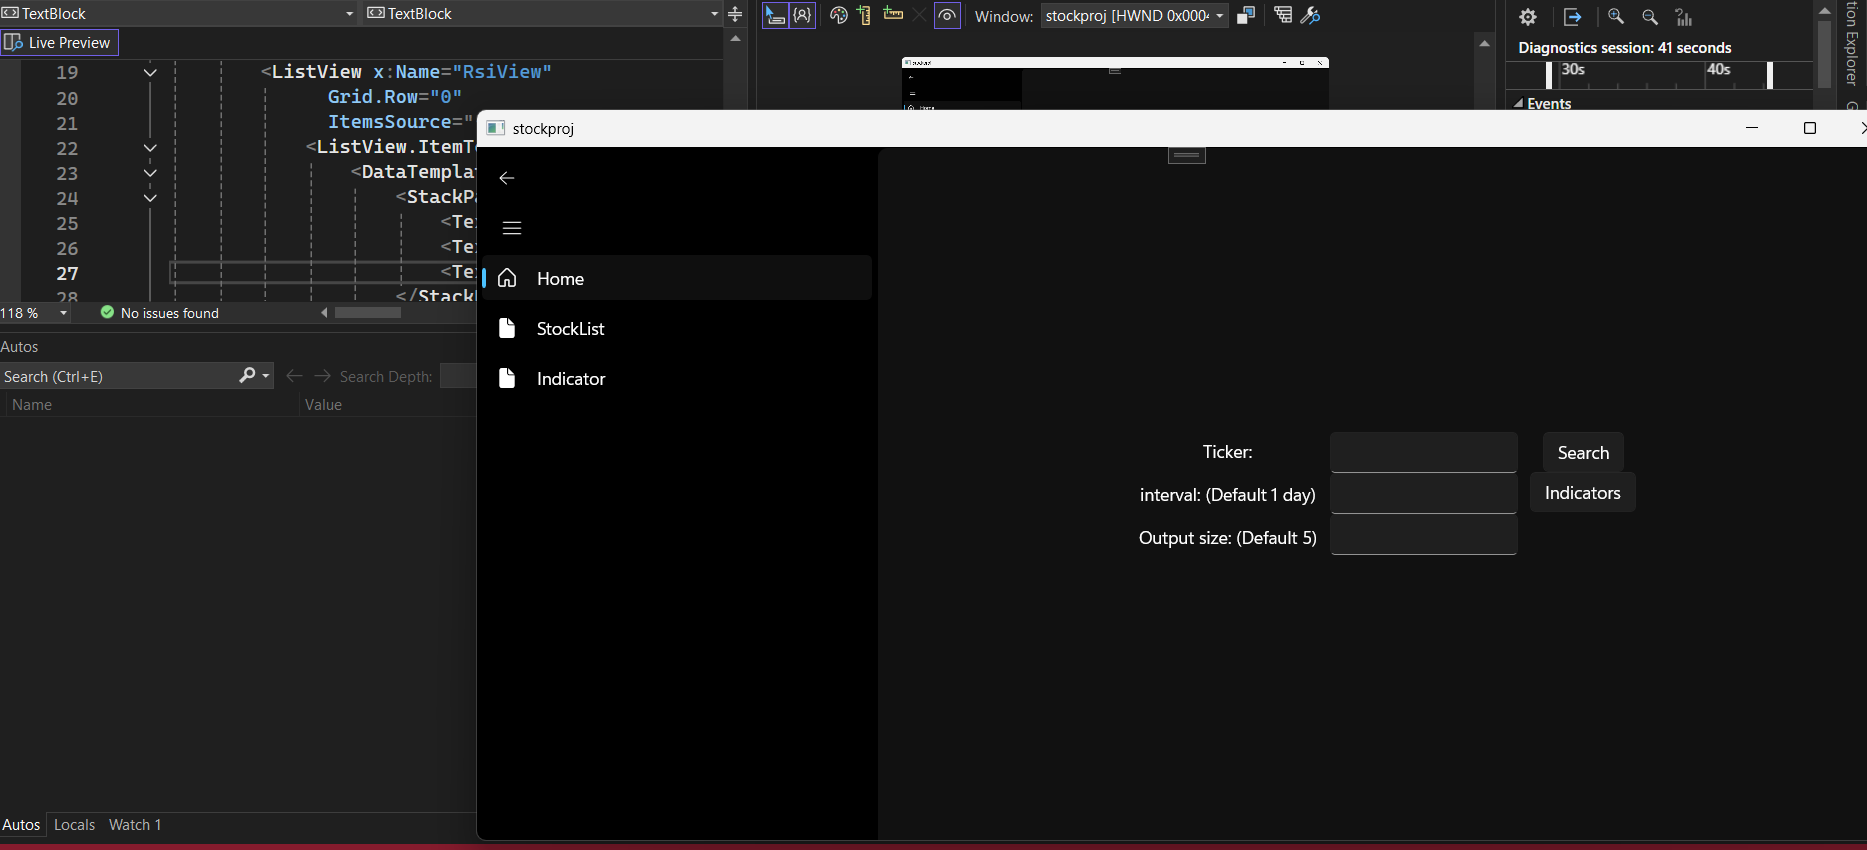 TextBlock
TextBlock
Live Preview
19 <ListView x:Name="RsiView"
20 Grid.Row="0"
21 ItemsSource="
22 <ListView.ItemT
23 <DataTempla
24 <StackP
25 <Te
26 <Te
27 <Te
28 </Stack
118 %
No issues found
Autos
Search (Ctrl+E)
Search Depth:
Name
Value
Autos
Locals
Watch 1
Window:
stockproj [HWND 0x000
Diagnostics session: 41 seconds
30s
40s
Events
tion Explorer
G
stockproj
Home
StockList
Indicator
Ticker:
Search
interval: (Default 1 day)
Indicators
Output size: (Default 5)